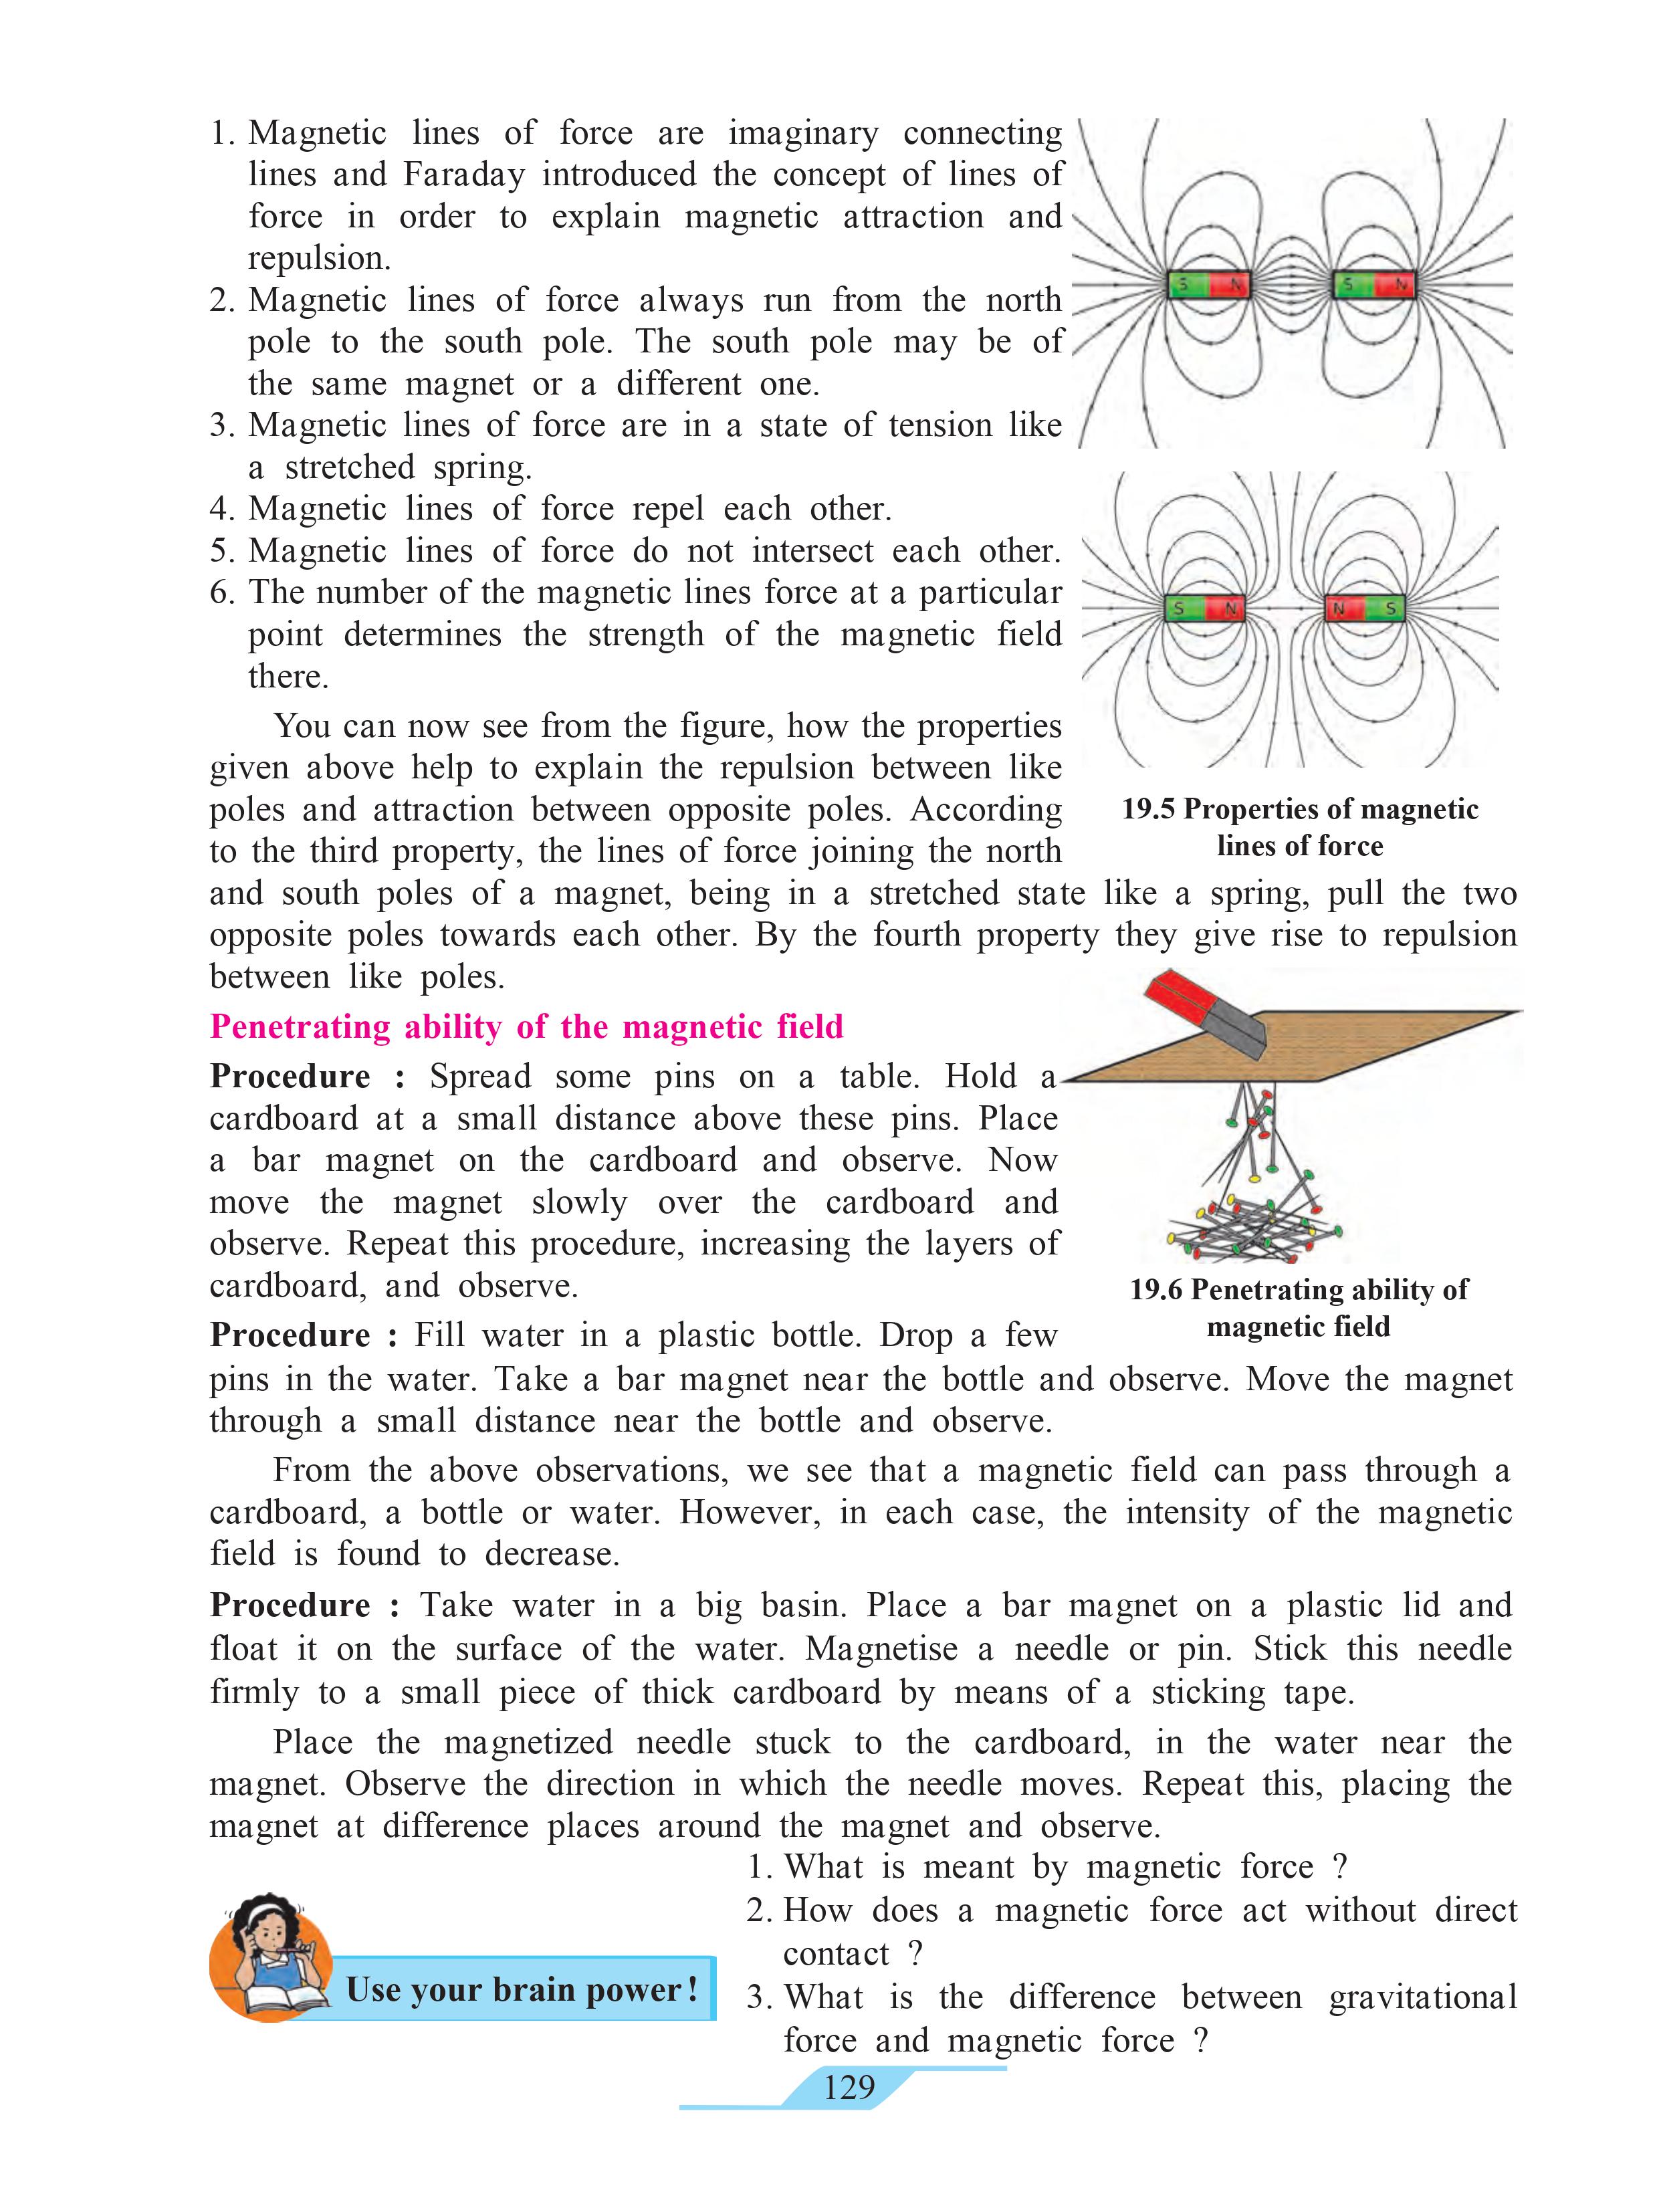 1. Magnetic lines of force are imaginary connecting
lines and Faraday introduced the concept of lines of
force in order to explain magnetic attraction and
repulsion.
2. Magnetic lines of force always run from the north
pole to the south pole. The south pole may be of
the same magnet or a different one.
3. Magnetic lines of force are in a state of tension like
a stretched spring.
4. Magnetic lines of force repel each other.
5. Magnetic lines of force do not intersect each other.
6. The number of the magnetic lines force at a particular
point determines the strength of the magnetic field
there.
S N S N
S N N S
19.5 Properties of magnetic
lines of force
You can now see from the figure, how the properties
given above help to explain the repulsion between like
poles and attraction between opposite poles. According
to the third property, the lines of force joining the north
and south poles of a magnet, being in a stretched state like a spring, pull the two
opposite poles towards each other. By the fourth property they give rise to repulsion
between like poles.
Penetrating ability of the magnetic field
Procedure : Spread some pins on a table. Hold a
cardboard at a small distance above these pins. Place
a bar magnet on the cardboard and observe. Now
move the magnet slowly over the cardboard and
observe. Repeat this procedure, increasing the layers of
cardboard, and observe.
19.6 Penetrating ability of
magnetic field
Procedure : Fill water in a plastic bottle. Drop a few
pins in the water. Take a bar magnet near the bottle and observe. Move the magnet
through a small distance near the bottle and observe.
From the above observations, we see that a magnetic field can pass through a
cardboard, a bottle or water. However, in each case, the intensity of the magnetic
field is found to decrease.
Procedure : Take water in a big basin. Place a bar magnet on a plastic lid and
float it on the surface of the water. Magnetise a needle or pin. Stick this needle
firmly to a small piece of thick cardboard by means of a sticking tape.
Place the magnetized needle stuck to the cardboard, in the water near the
magnet. Observe the direction in which the needle moves. Repeat this, placing the
magnet at difference places around the magnet and observe.
Use your brain power!
1. What is meant by magnetic force ?
2. How does a magnetic force act without direct
contact ?
3. What is the difference between gravitational
force and magnetic force ?
129